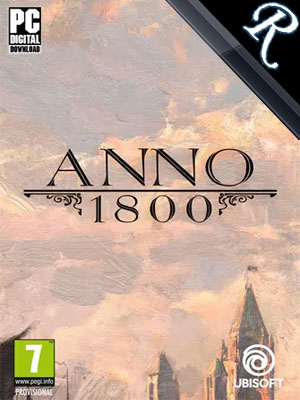 PC
DIGITAL
DOWNLOAD
R
ANNO
1800
7
www.pegi.info
PROVISIONAL
UBISOFT